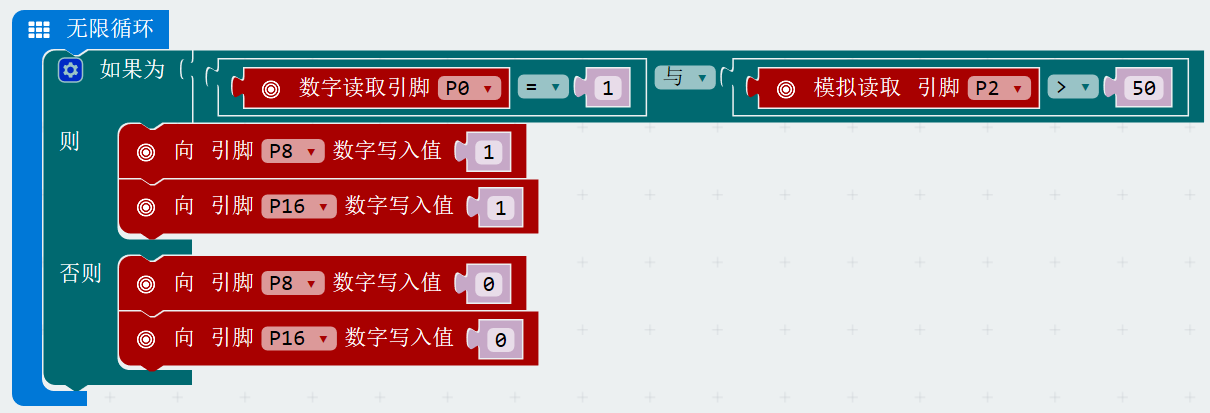 无限循环
如果为 数字读取引脚 P0 = 1 与 模拟读取 引脚 P2 > 50
则 向 引脚 P8 数字写入值 1
向 引脚 P16 数字写入值 1
否则 向 引脚 P8 数字写入值 0
向 引脚 P16 数字写入值 0